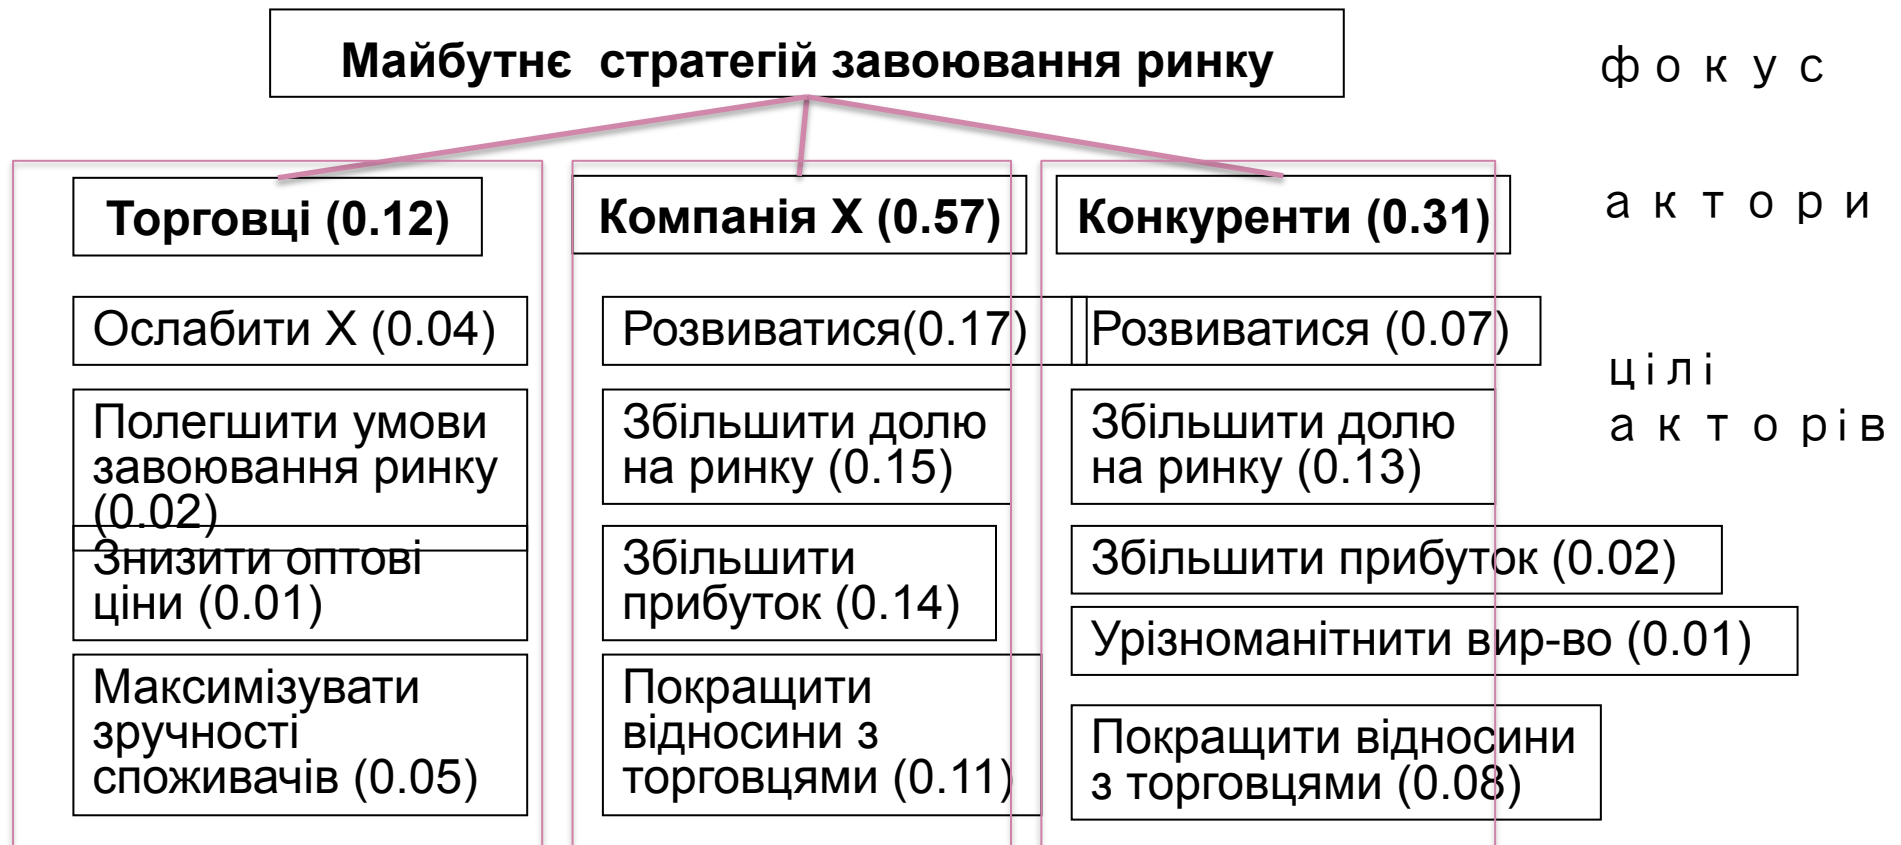 Майбутнє стратегій завоювання ринку
ф о к у с
Торговці (0.12)
Компанія Х (0.57)
Конкуренти (0.31)
а к т о р и
Ослабити Х (0.04)
Розвиватися(0.17)
Розвиватися (0.07)
цілі
а к т о рів
Полегшити умови
завоювання ринку
(0.02)
Збільшити долю
на ринку (0.15)
Збільшити долю
на ринку (0.13)
Знизити оптові
ціни (0.01)
Збільшити
прибуток (0.14)
Збільшити прибуток (0.02)
Урізноманітнити вир-во (0.01)
Максимізувати
зручності
споживачів (0.05)
Покращити
відносини з
торговцями (0.11)
Покращити відносини
з торговцями (0.08)